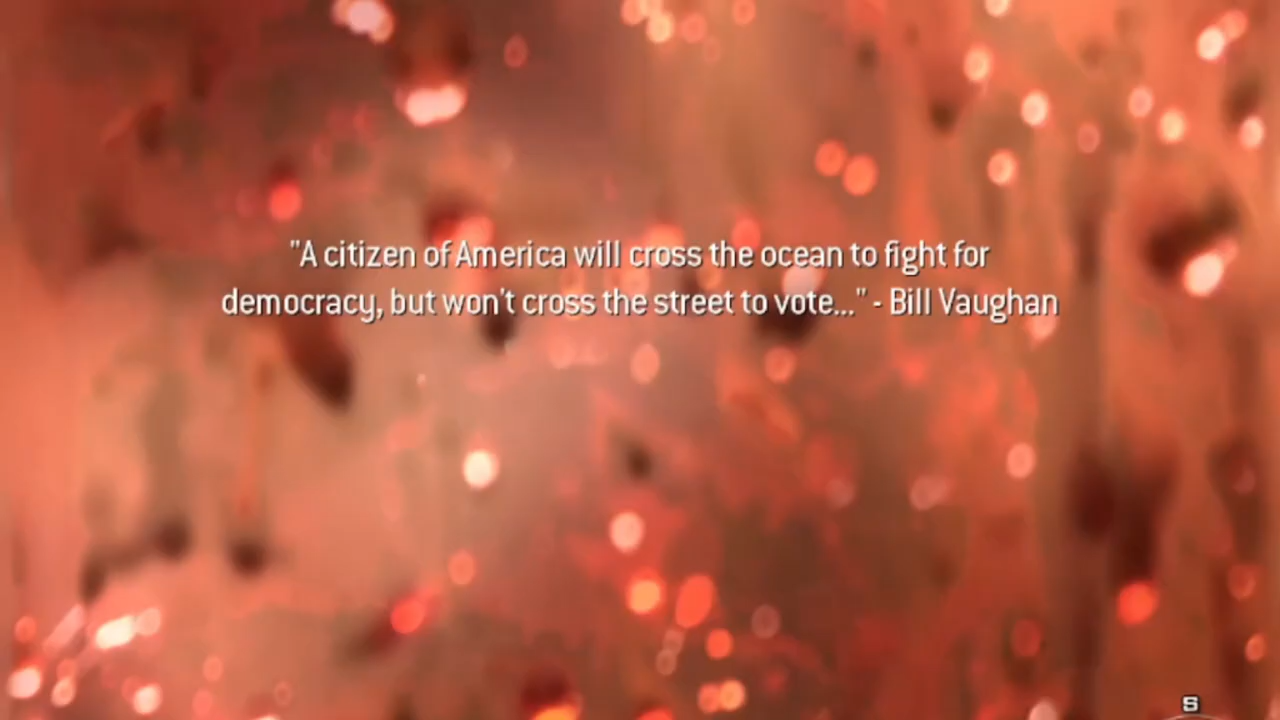 "A citizen of America will cross the ocean to fight for
democracy, but won't cross the street to vote..." - Bill Vaughan
S